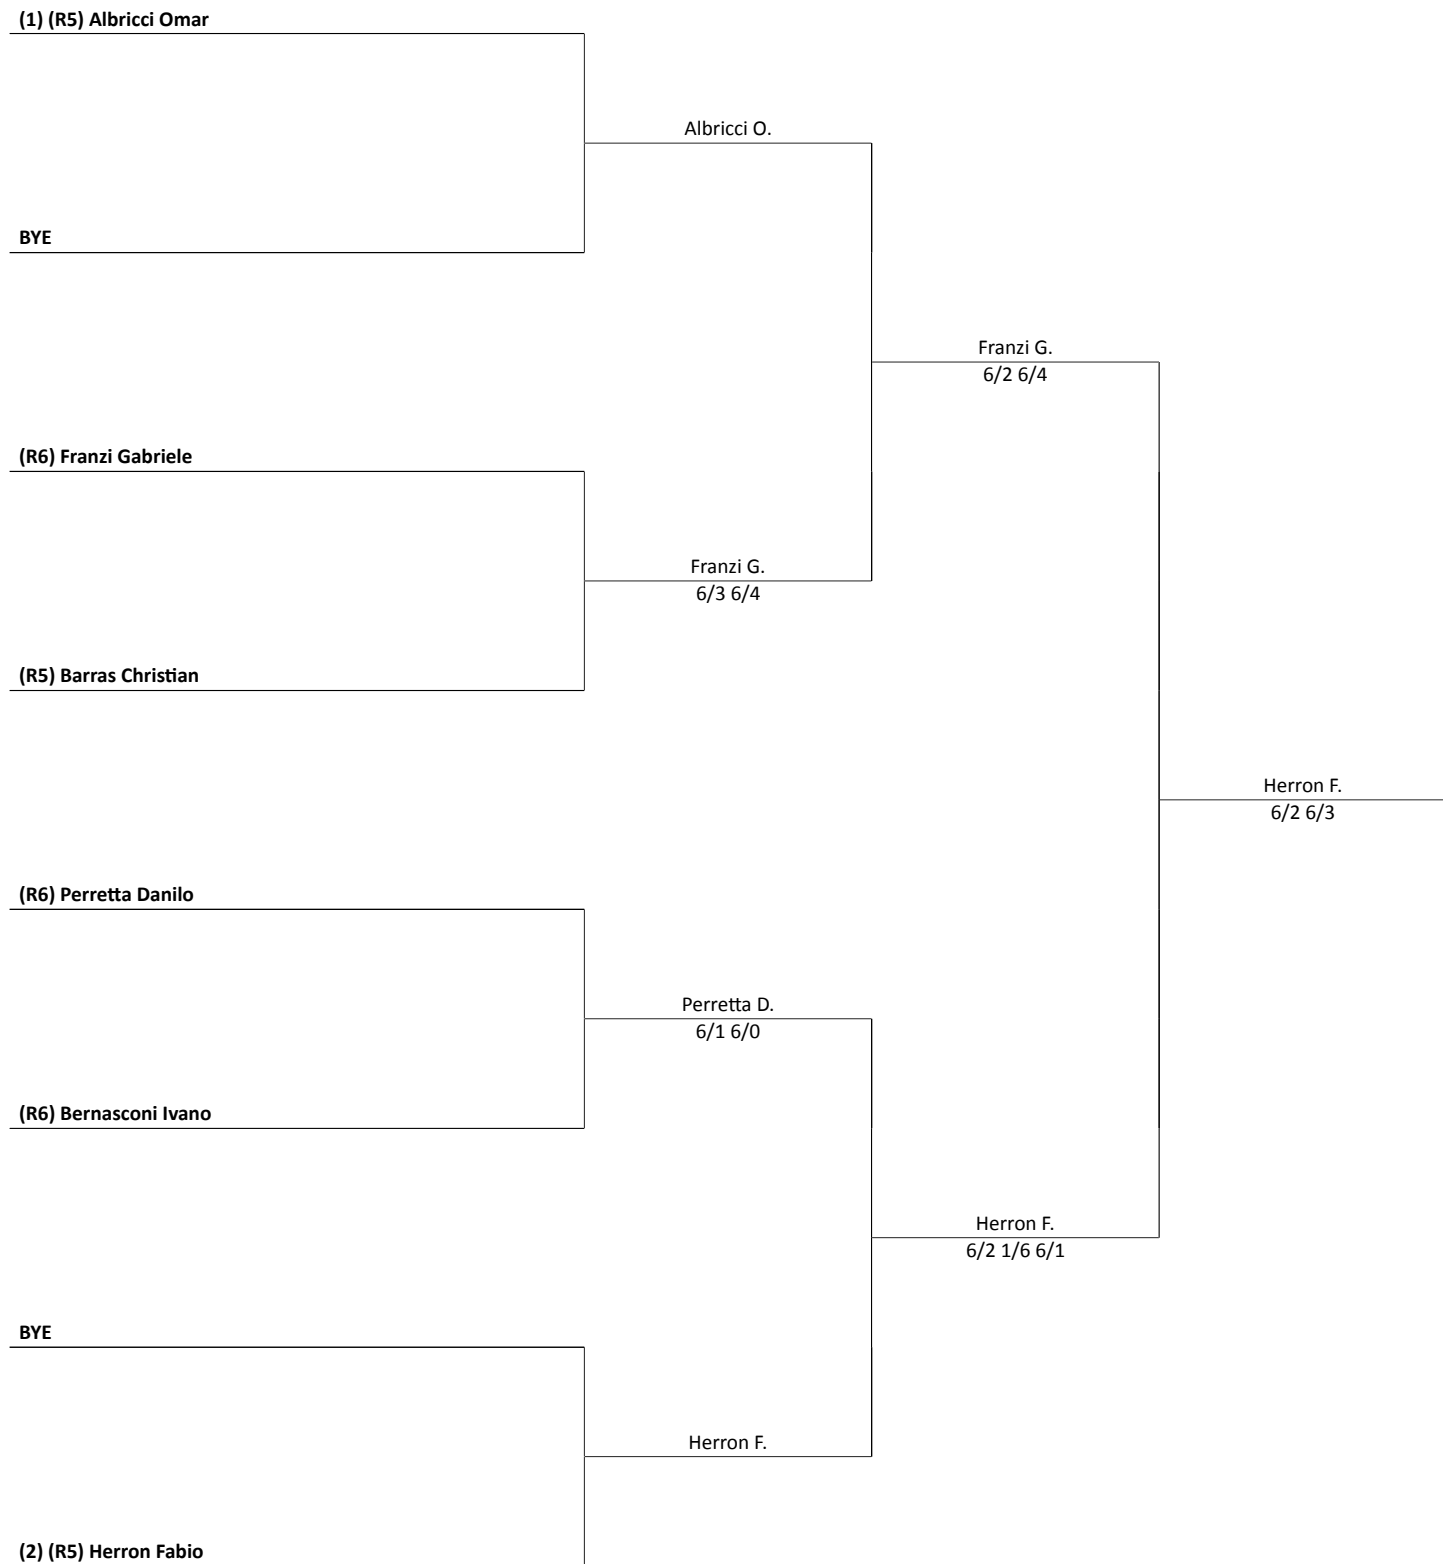 (1) (R5) Albricci Omar
Albricci O.
BYE
Franzi G.
6/2 6/4
(R6) Franzi Gabriele
Franzi G.
6/3 6/4
(R5) Barras Christian
Herron F.
6/2 6/3
(R6) Perretta Danilo
Perretta D.
6/1 6/0
(R6) Bernasconi Ivano
Herron F.
6/2 1/6 6/1
BYE
Herron F.
(2) (R5) Herron Fabio